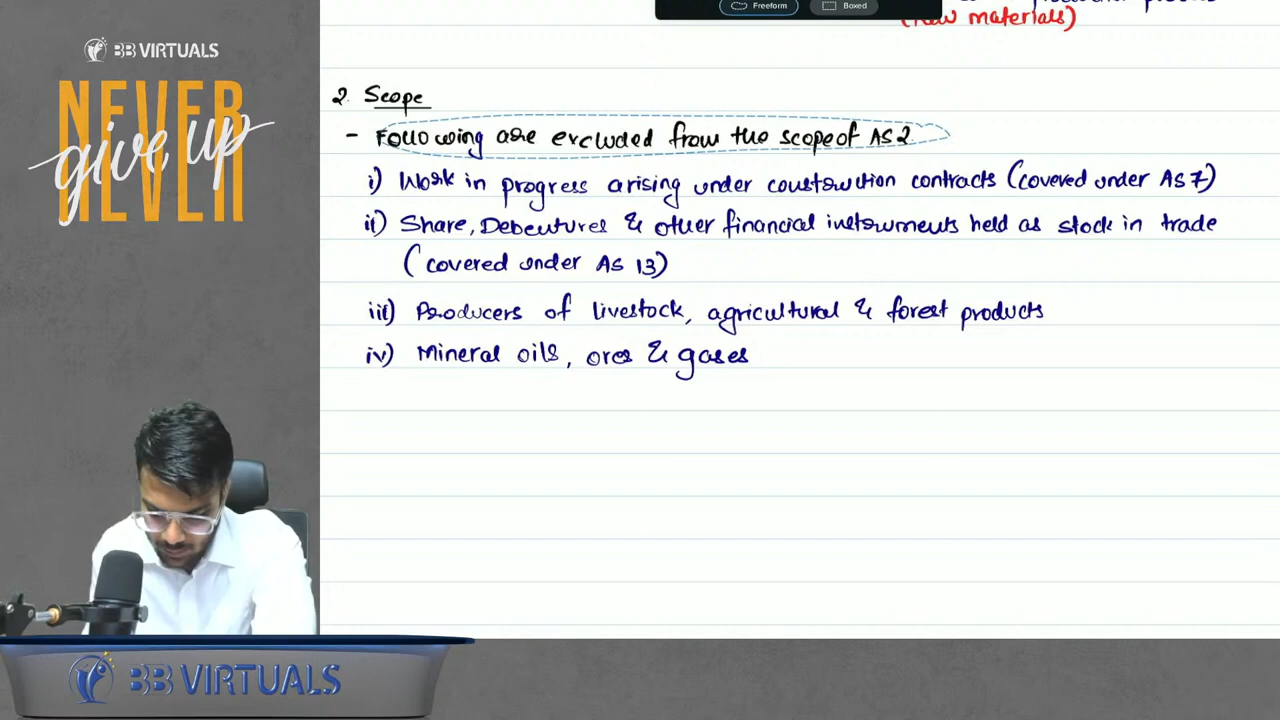 Freeform
Boxed
(Raw materials)
BB VIRTUALS
NEVER
give up
NEVER
2. Scope
- Following are excluded from the scope of AS 2
i) Work in progress arising under construction contracts (covered under AS 7)
ii) Share, Debentures & other financial instruments held as stock in trade
(covered under AS 13)
iii) Producers of livestock, agricultural & forest products
iv) Mineral oils, ores & gases
BB VIRTUALS